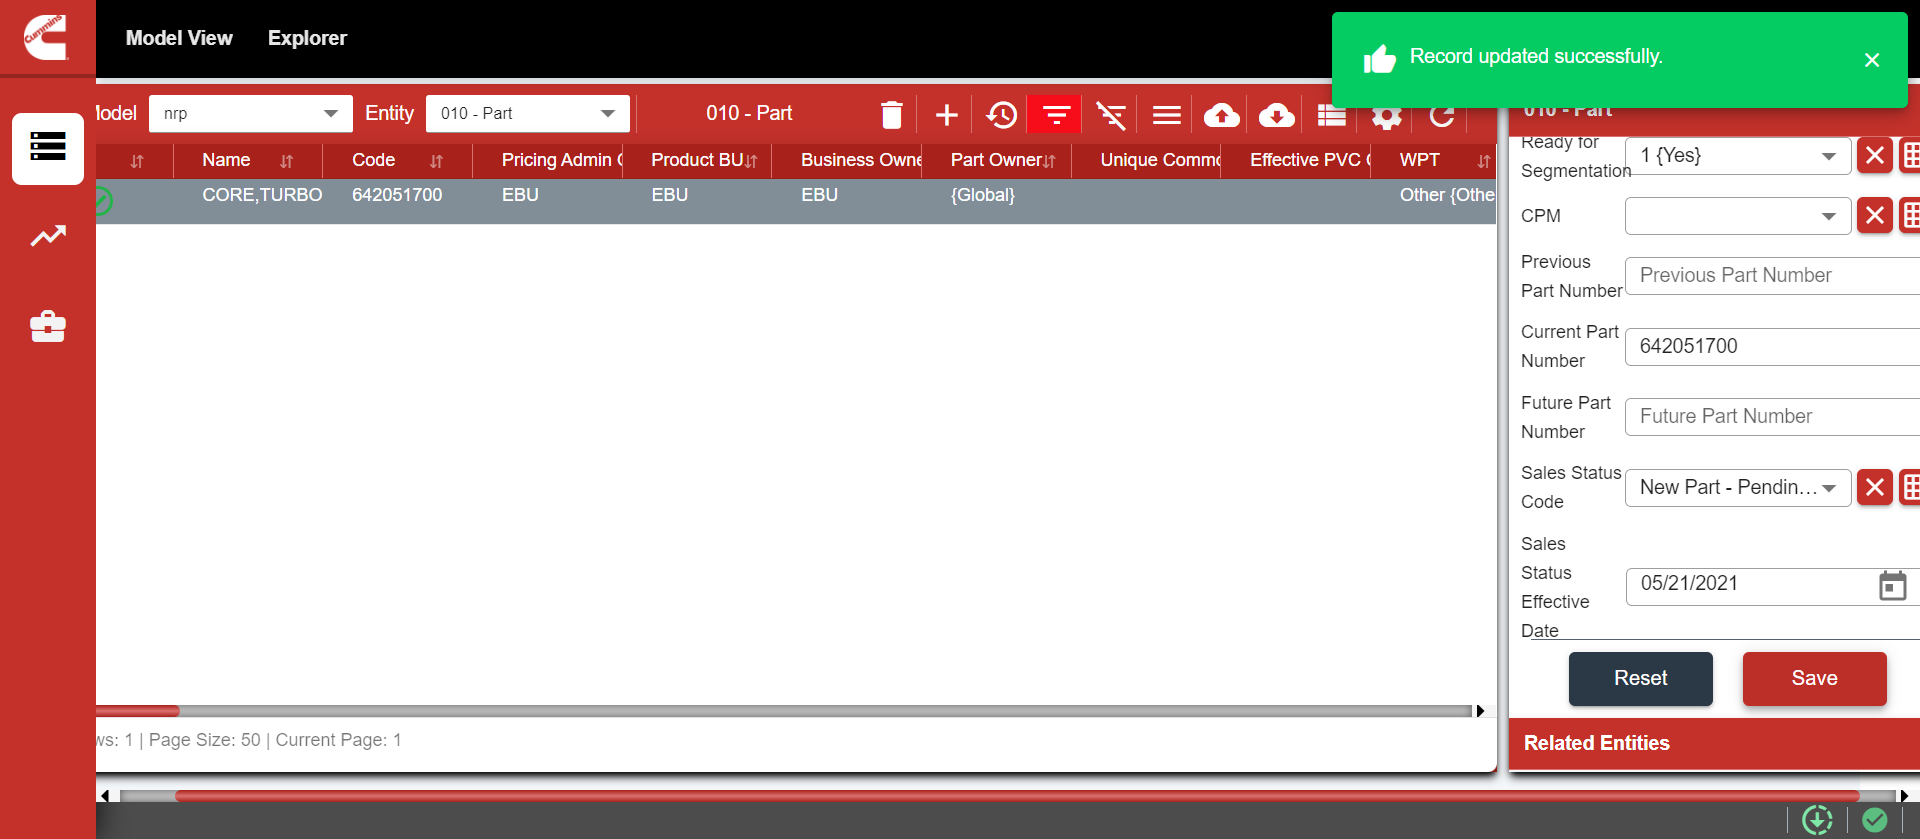 Cummins
Model View
Explorer
Record updated successfully.
Model
nrp
Entity
010 - Part
010 - Part
010 - Part
Name
Code
Pricing Admin
Product BU
Business Owne
Part Owner
Unique Commo
Effective PVC
WPT
CORE,TURBO
642051700
EBU
EBU
EBU
{Global}
Other {Othe
Ready for
Segmentation
1 {Yes}
CPM
Previous
Part Number
Previous Part Number
Current Part
Number
642051700
Future Part
Number
Future Part Number
Sales Status
Code
New Part - Pendin...
Sales
Status
Effective
Date
05/21/2021
Reset
Save
Related Entities
ws: 1 | Page Size: 50 | Current Page: 1